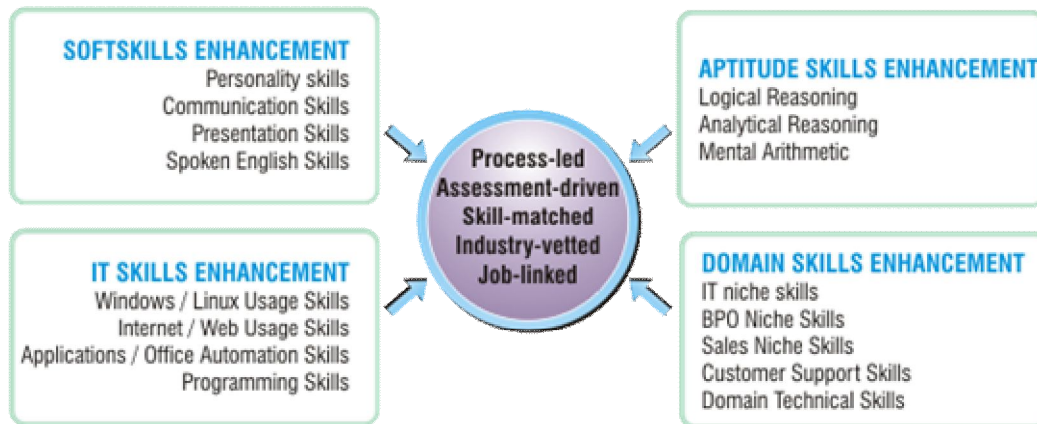 SOFTSKILLS ENHANCEMENT
Personality skills
Communication Skills
Presentation Skills
Spoken English Skills
APTITUDE SKILLS ENHANCEMENT
Logical Reasoning
Analytical Reasoning
Mental Arithmetic
Process-led
Assessment-driven
Skill-matched
Industry-vetted
Job-linked
IT SKILLS ENHANCEMENT
Windows / Linux Usage Skills
Internet / Web Usage Skills
Applications / Office Automation Skills
Programming Skills
DOMAIN SKILLS ENHANCEMENT
IT niche skills
BPO Niche Skills
Sales Niche Skills
Customer Support Skills
Domain Technical Skills